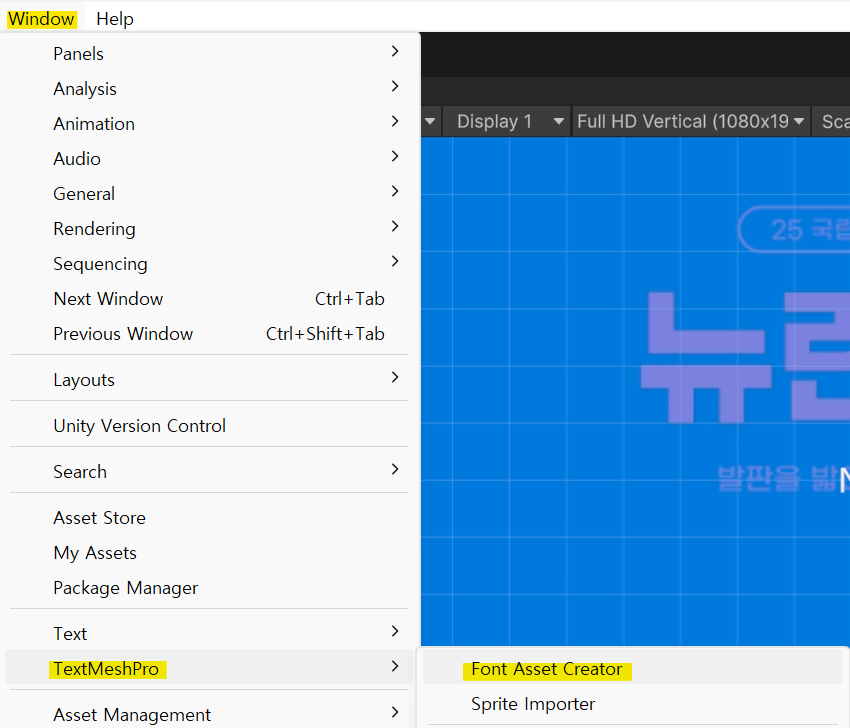 Window Help
Panels
Analysis
Animation
Audio
General
Rendering
Sequencing
Next Window Ctrl+Tab
Previous Window Ctrl+Shift+Tab
Layouts
Unity Version Control
Search
Asset Store
My Assets
Package Manager
Text
TextMeshPro
Asset Management
Font Asset Creator
Sprite Importer
Display 1 Full HD Vertical (1080x19 Sca
25 국립
뉴런
발판을 밟
N